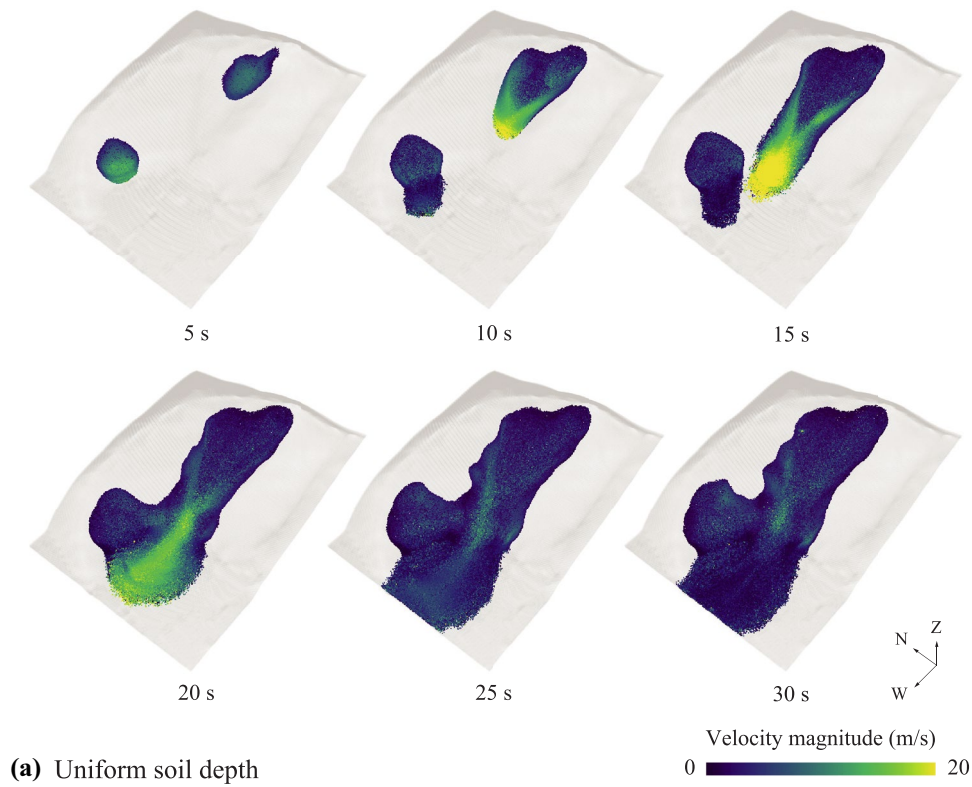 5 s
10 s
15 s
20 s
25 s
30 s
N
Z
W
Velocity magnitude (m/s)
0
20
(a) Uniform soil depth